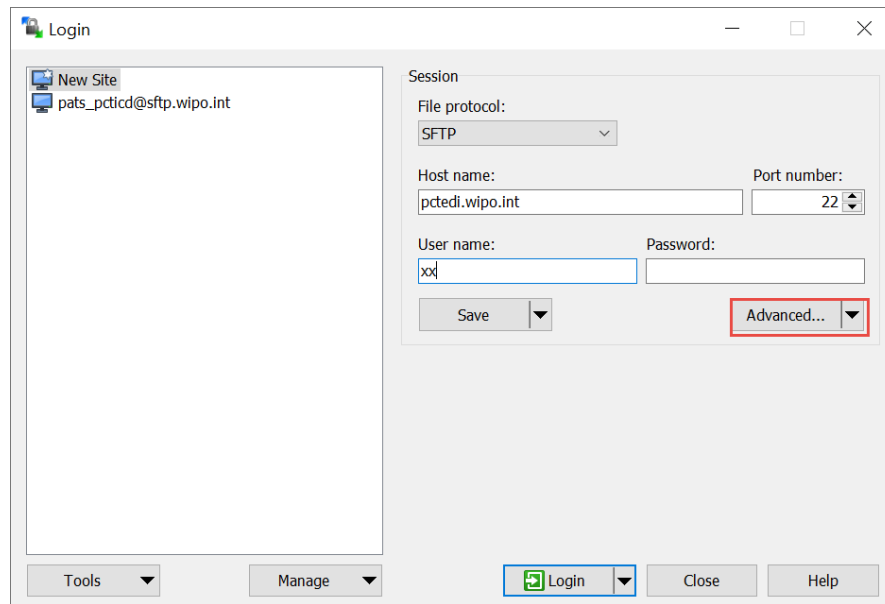 Login
New Site
pats_pcticd@sftp.wipo.int
Session
File protocol:
SFTP
Host name:
Port number:
pctedi.wipo.int
22
User name:
Password:
xx
Save
Advanced...
Tools
Manage
Login
Close
Help